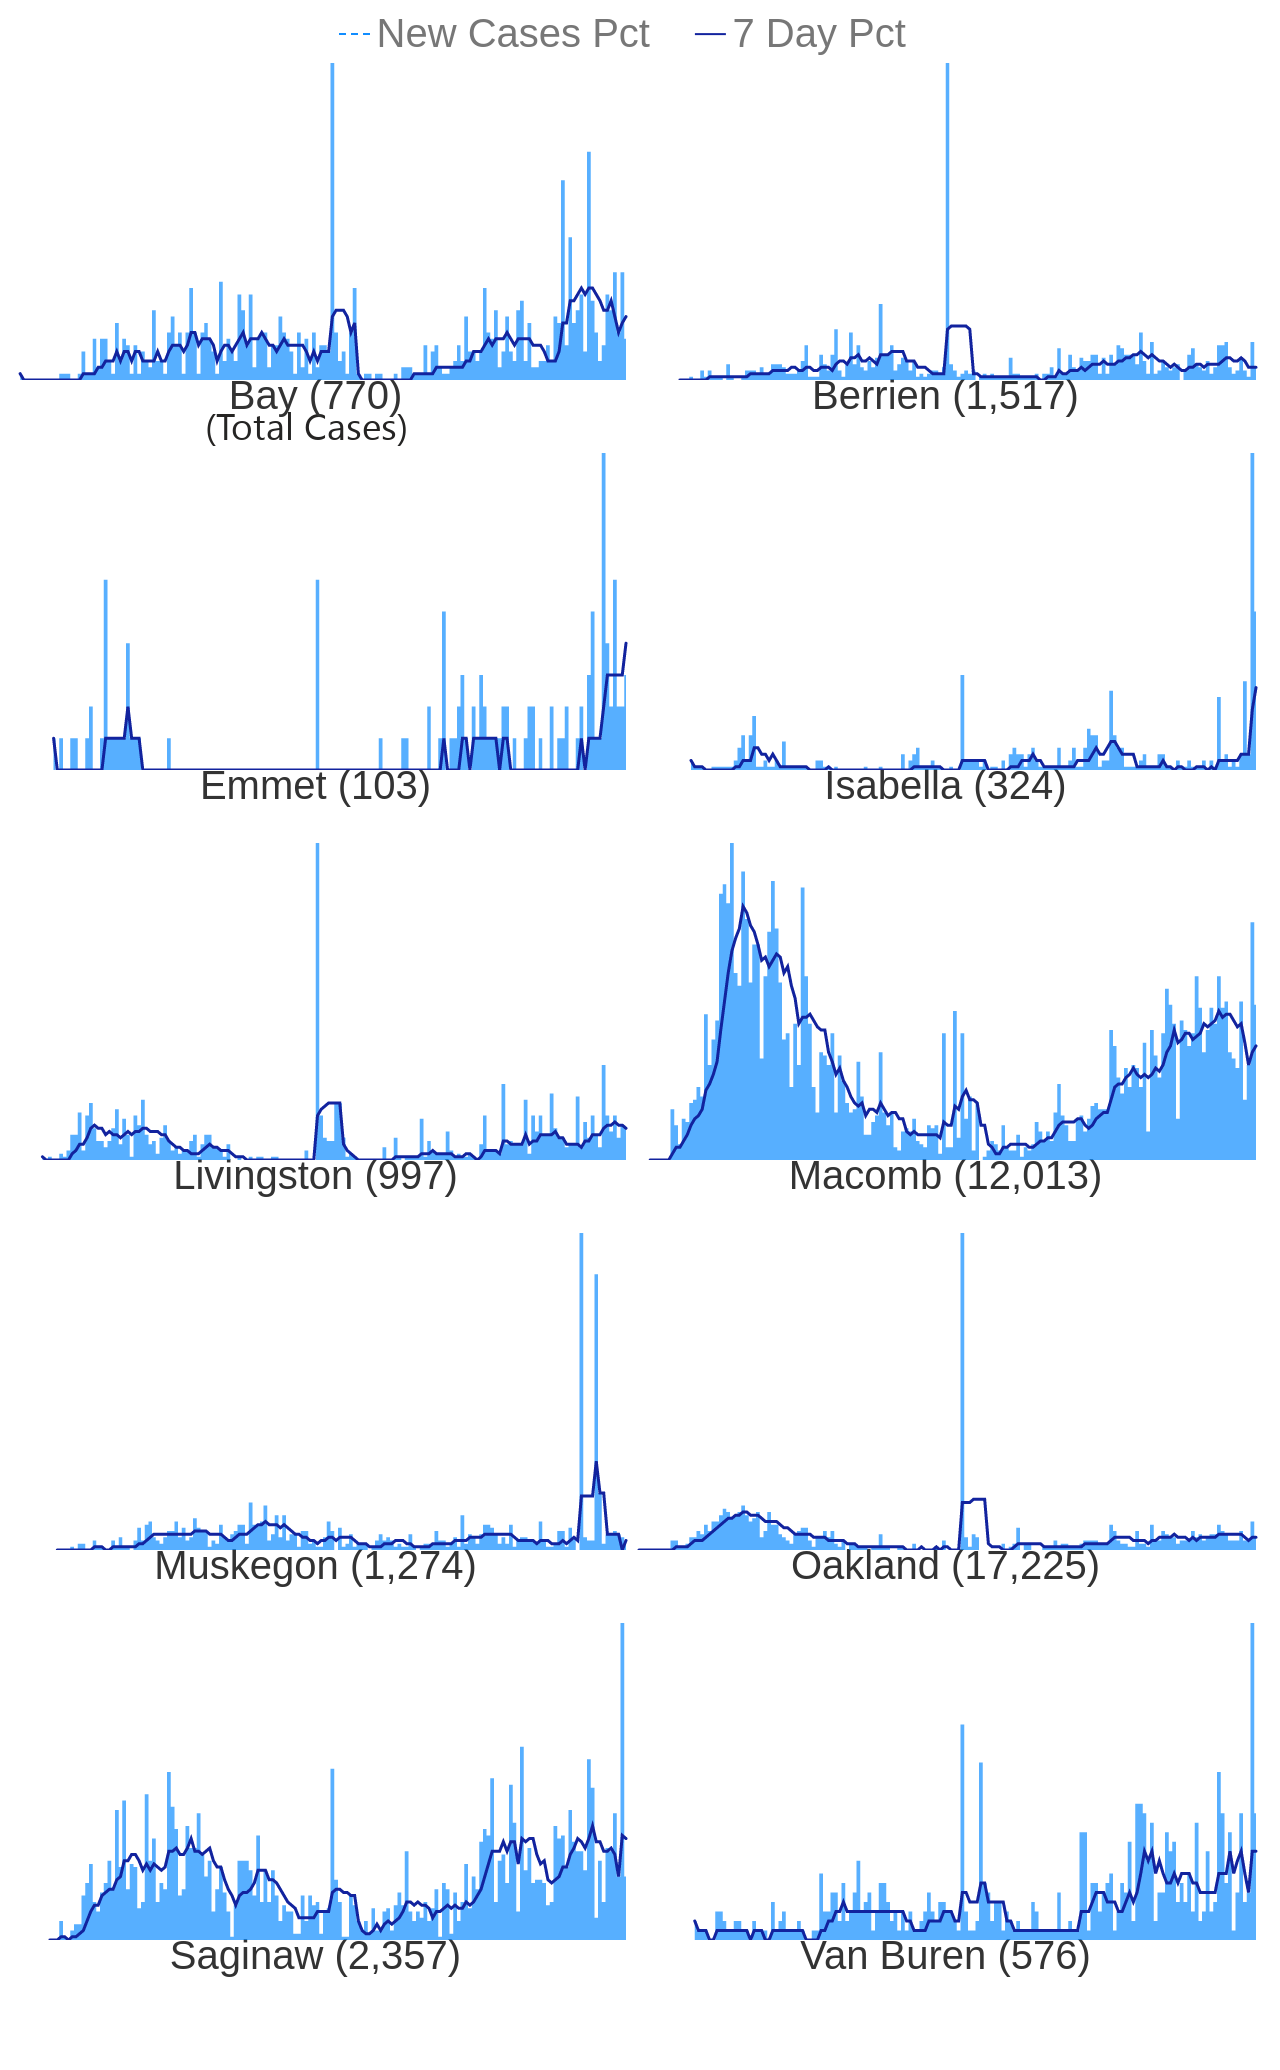 New Cases Pct 7 Day Pct
Bay (770) Berrien (1,517)
(Total Cases)
Emmet (103) Isabella (324)
Livingston (997) Macomb (12,013)
Muskegon (1,274) Oakland (17,225)
Saginaw (2,357) Van Buren (576)